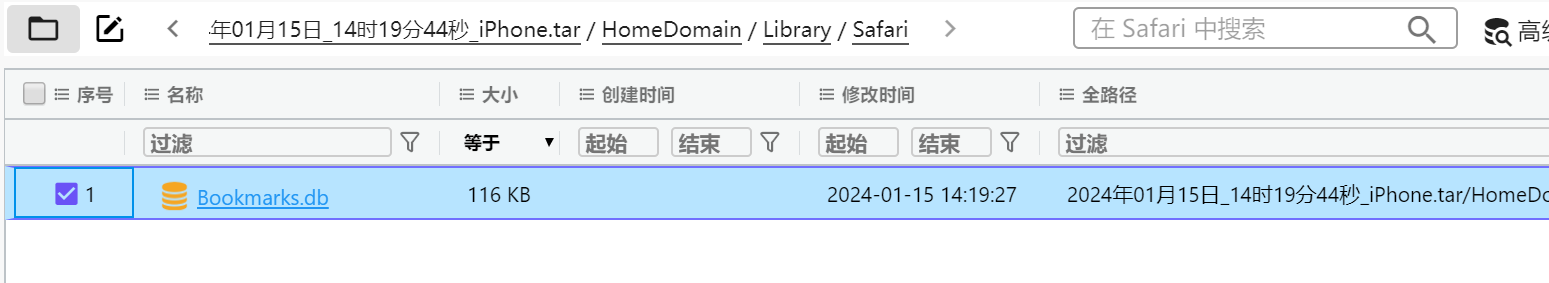 年01月15日_14时19分44秒_iPhone.tar / HomeDomain / Library / Safari 在 Safari 中搜索 高级
序号 名称 大小 创建时间 修改时间 全路径
过滤 等于 起始 结束 起始 结束 过滤
1 Bookmarks.db 116 KB 2024-01-15 14:19:27 2024年01月15日_14时19分44秒_iPhone.tar/HomeDo